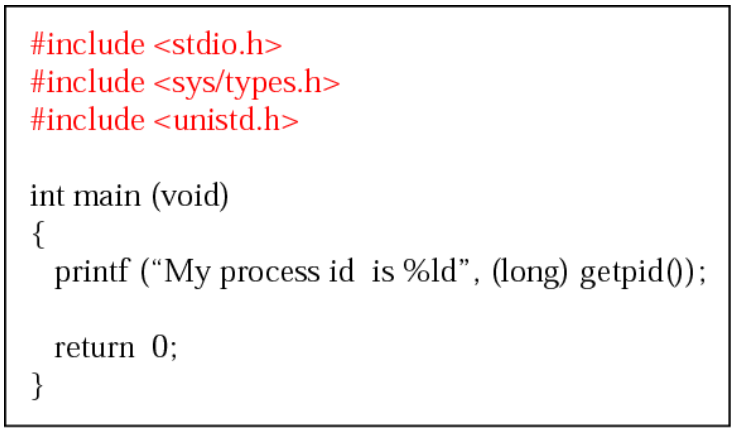 #include <stdio.h>
#include <sys/types.h>
#include <unistd.h>
int main (void)
{
printf (“My process id  is %ld”, (long) getpid());
return  0;
}